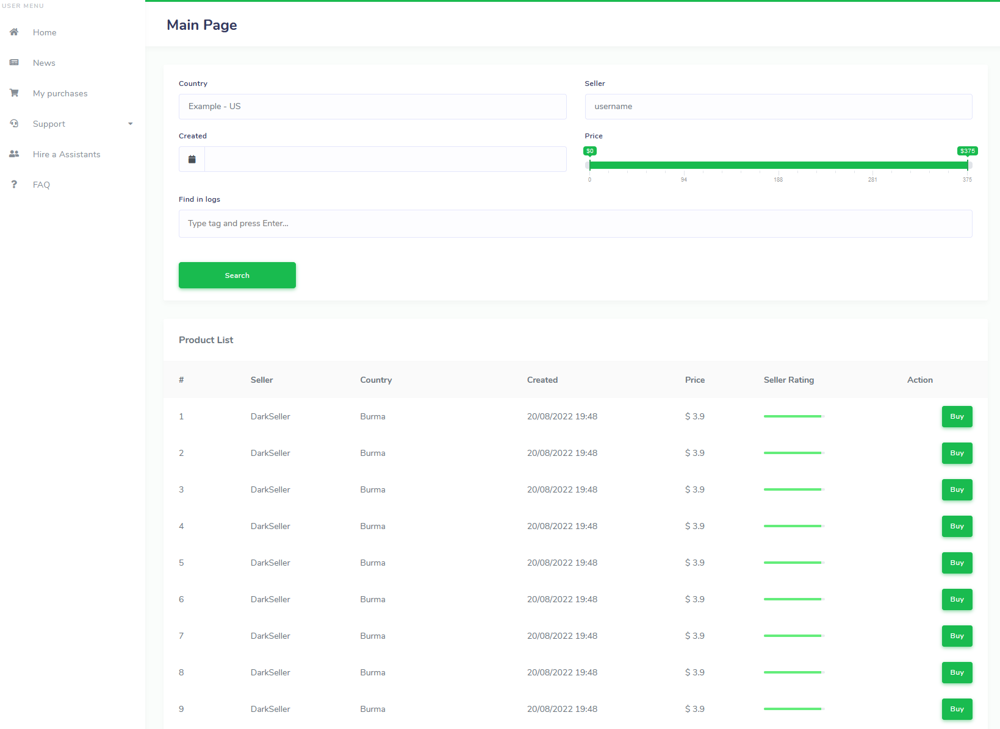 USER MENU
Home
News
My purchases
Support
Hire a Assistants
FAQ
Main Page
Country
Example - US
Seller
username
Created
Price
$0
$375
0 94 188 281 375
Find in logs
Type tag and press Enter...
Search
Product List
# Seller Country Created Price Seller Rating Action
1 DarkSeller Burma 20/08/2022 19:48 $ 3.9 Buy
2 DarkSeller Burma 20/08/2022 19:48 $ 3.9 Buy
3 DarkSeller Burma 20/08/2022 19:48 $ 3.9 Buy
4 DarkSeller Burma 20/08/2022 19:48 $ 3.9 Buy
5 DarkSeller Burma 20/08/2022 19:48 $ 3.9 Buy
6 DarkSeller Burma 20/08/2022 19:48 $ 3.9 Buy
7 DarkSeller Burma 20/08/2022 19:48 $ 3.9 Buy
8 DarkSeller Burma 20/08/2022 19:48 $ 3.9 Buy
9 DarkSeller Burma 20/08/2022 19:48 $ 3.9 Buy